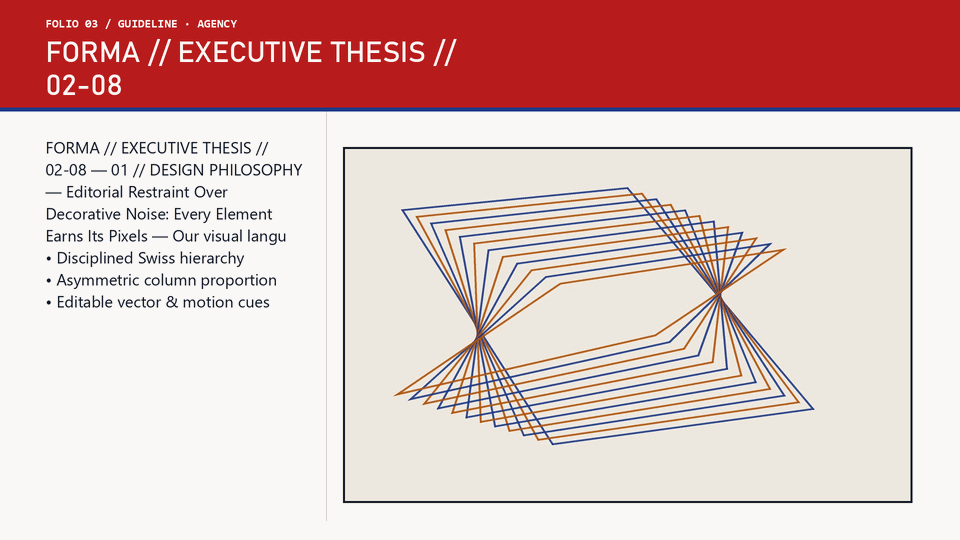 FOLIO 03 / GUIDELINE · AGENCY
FORMA // EXECUTIVE THESIS //
02-08
FORMA // EXECUTIVE THESIS //
02-08 — 01 // DESIGN PHILOSOPHY
— Editorial Restraint Over
Decorative Noise: Every Element
Earns Its Pixels — Our visual langu
• Disciplined Swiss hierarchy
• Asymmetric column proportion
• Editable vector & motion cues